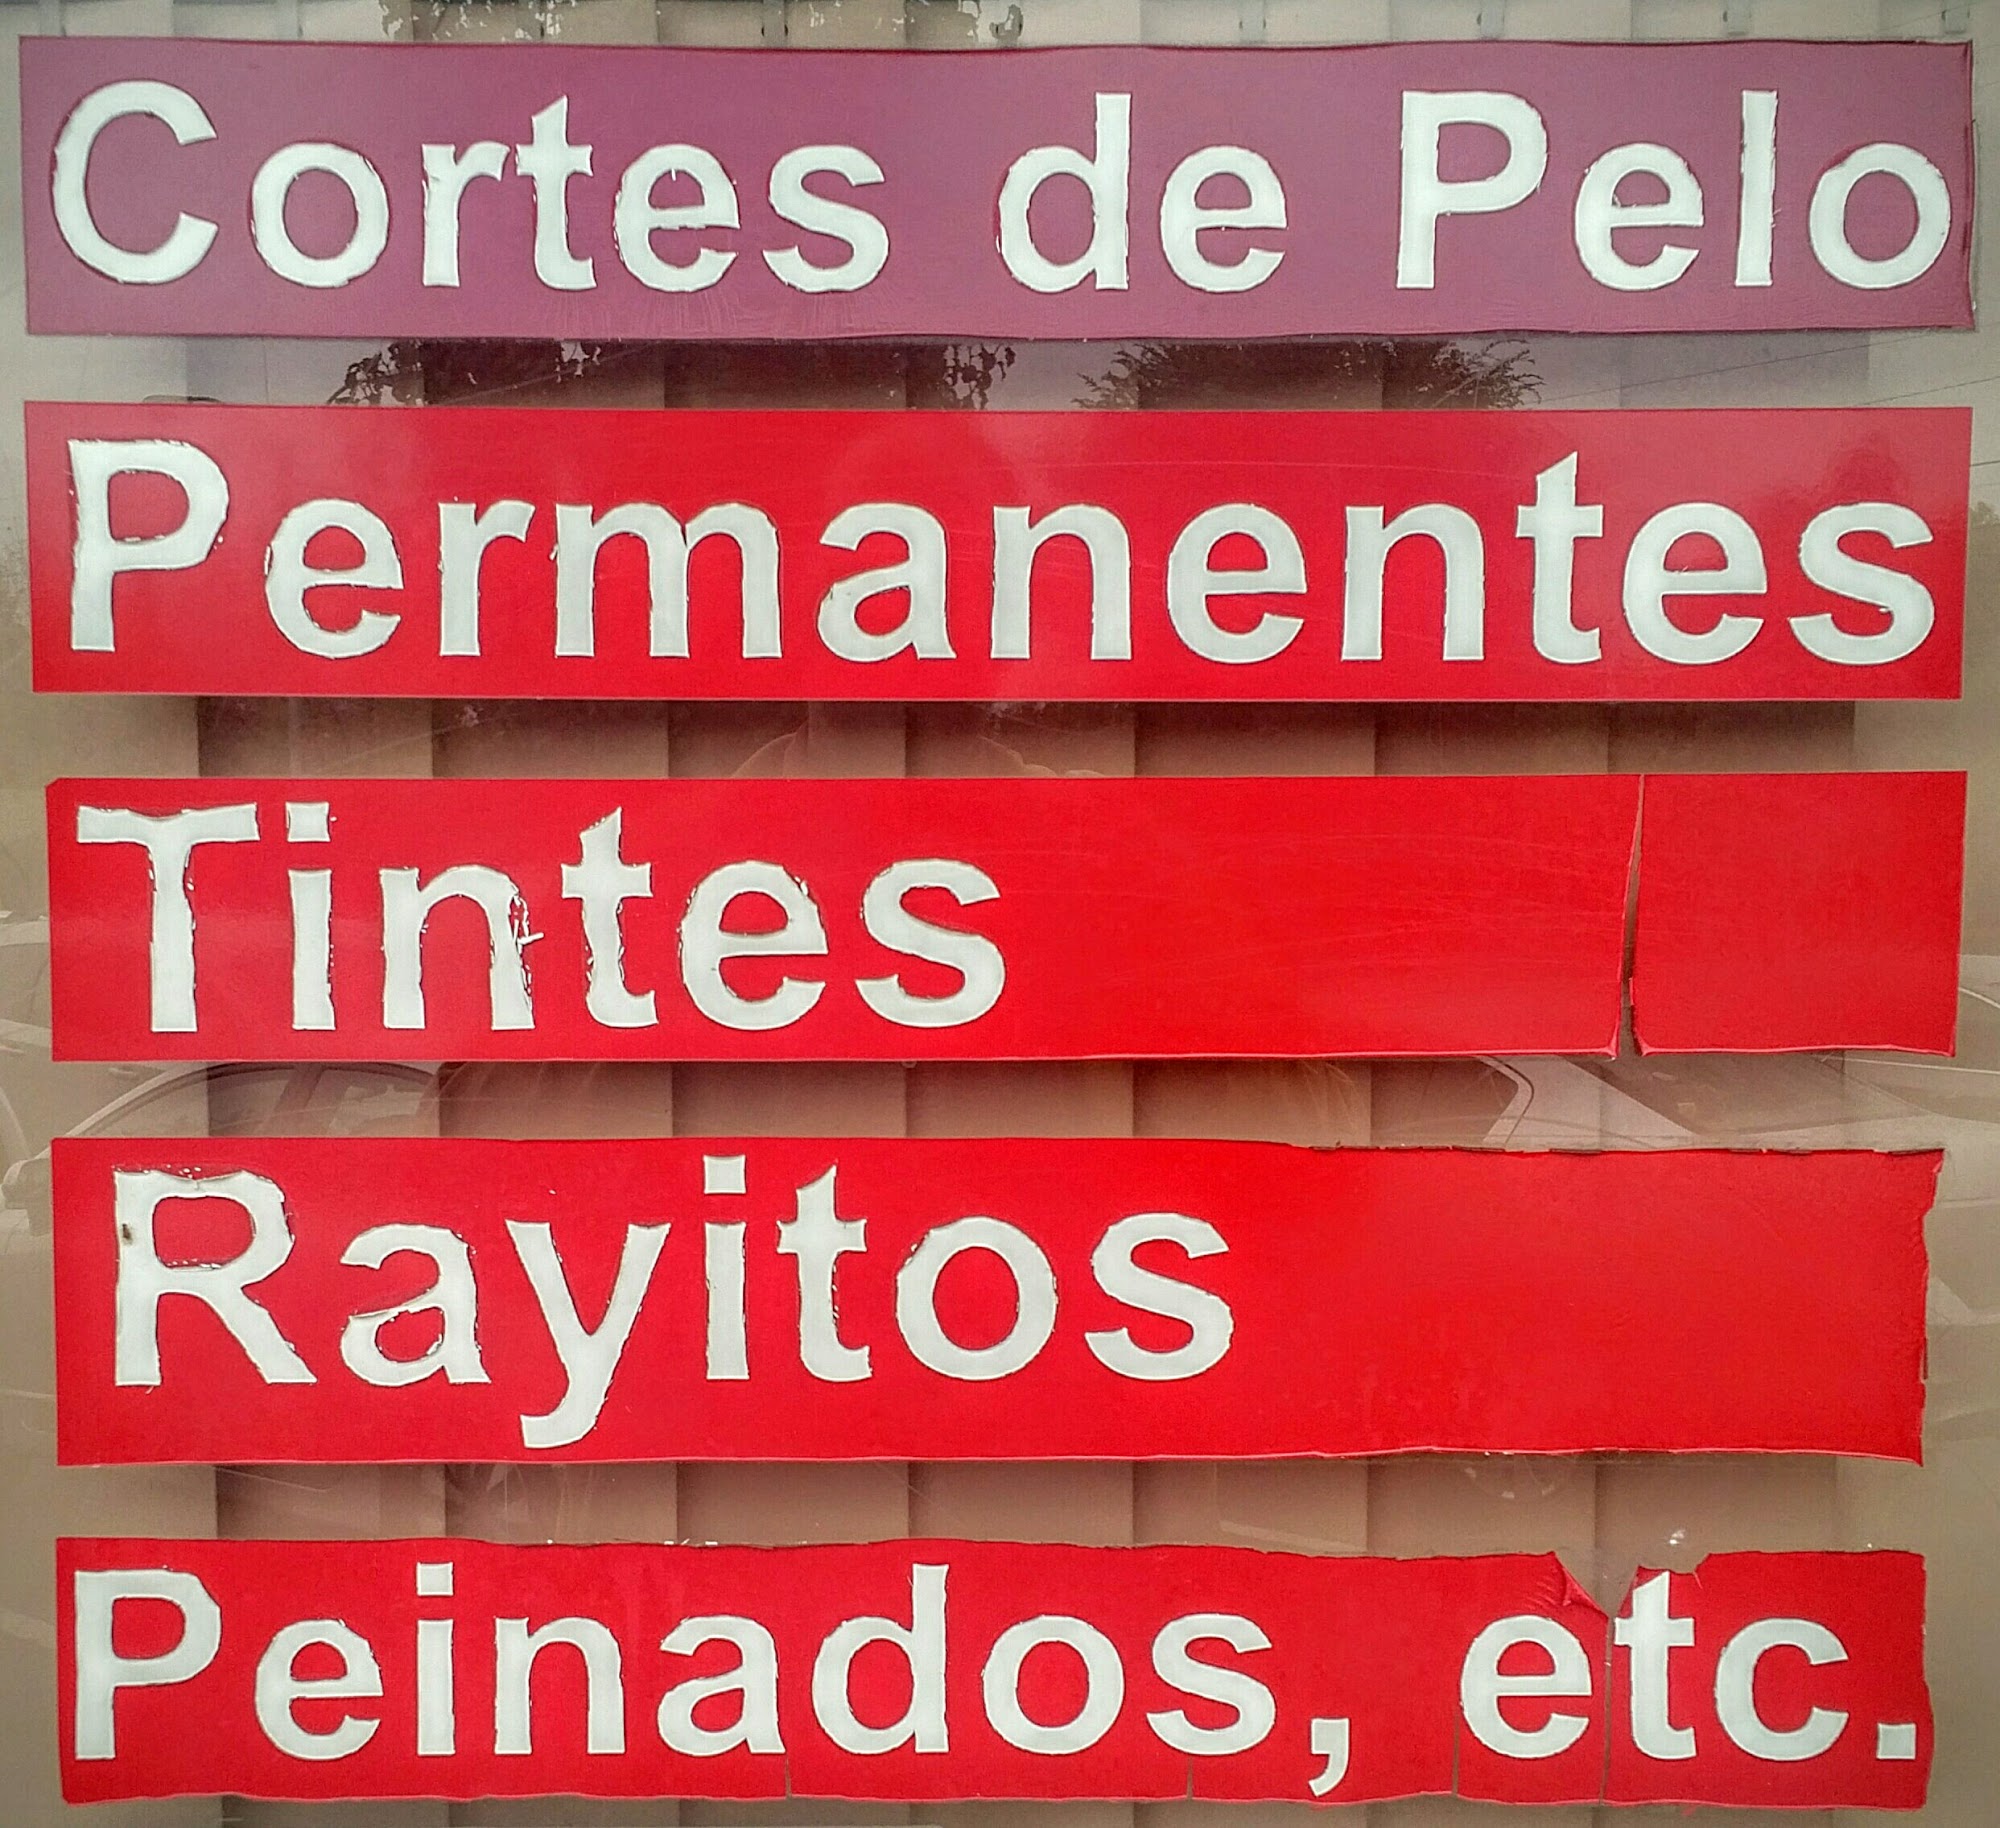 Cortes de Pelo
Permanentes
Tintes
Rayitos
Peinados, etc.